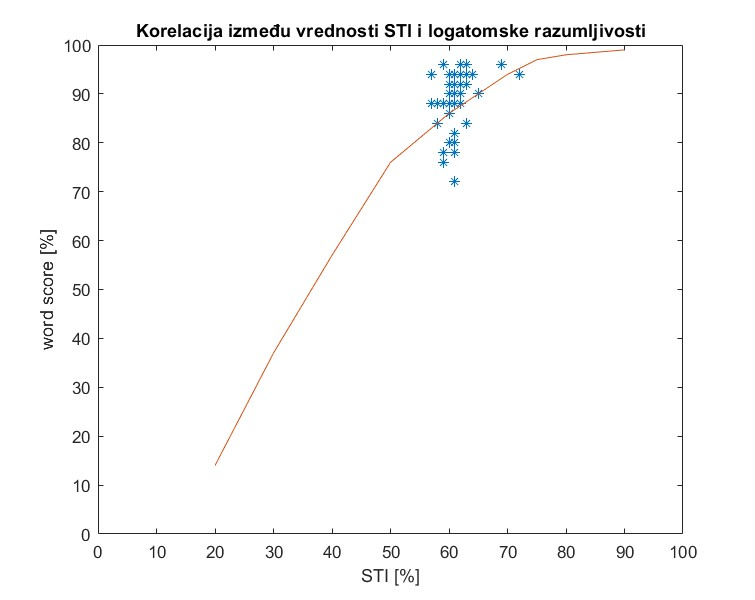 Korelacija između vrednosti STI i logatomske razumljivosti
100
90
80
70
60
50
40
30
20
10
0
word score [%]
0 10 20 30 40 50 60 70 80 90 100
STI [%]